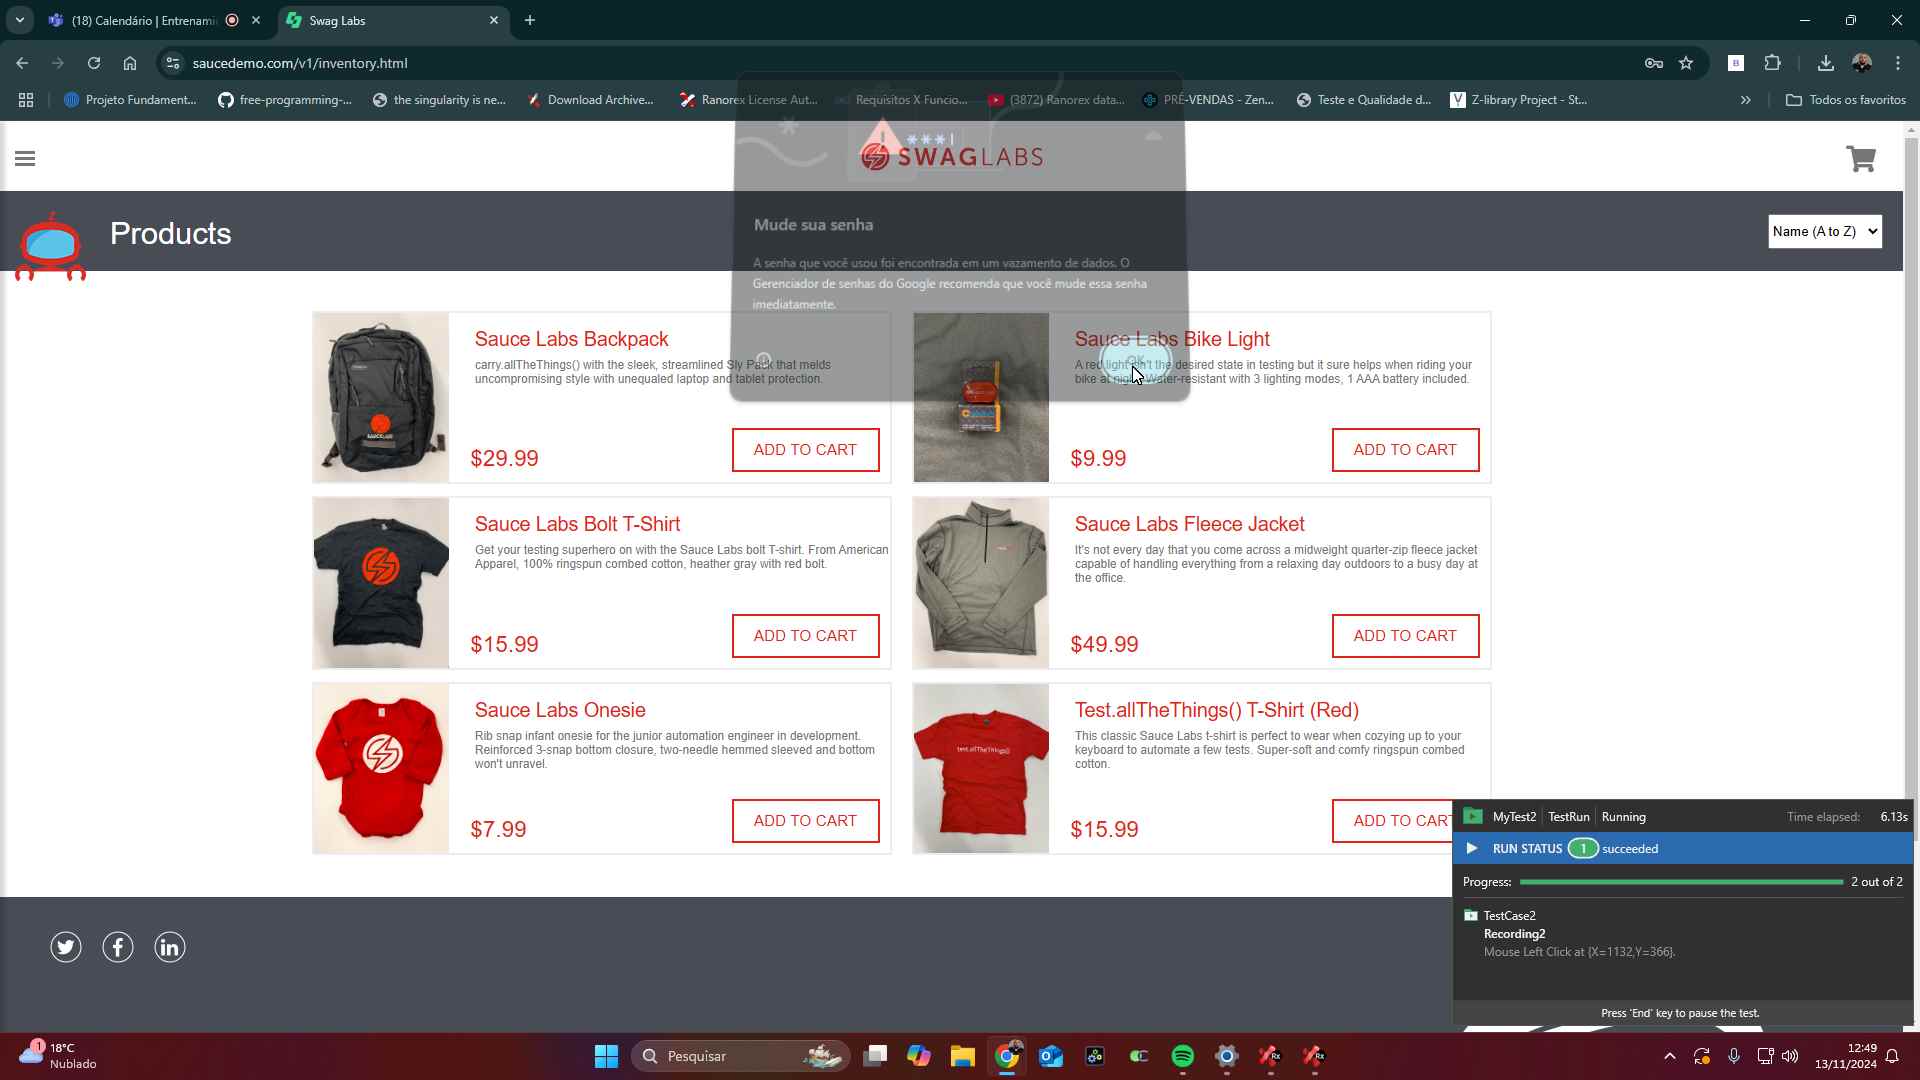 (18) Calendário | Entrenami
Swag Labs
saucedemo.com/v1/inventory.html
Projeto Fundament...
free-programming-...
the singularity is ne...
Download Archive...
Ranorex License Aut...
Requisitos X Funcio...
(3872) Ranorex data...
PRÉ-VENDAS - Zen...
Teste e Qualidade d...
Z-library Project - St...
Todos os favoritos
SWAGLABS
Products
Name (A to Z)
Mude sua senha
A senha que você usou foi encontrada em um vazamento de dados. O
Gerenciador de senhas do Google recomenda que você mude essa senha
imediatamente.
OK
Sauce Labs Backpack
carry.allTheThings() with the sleek, streamlined Sly Pack that melds
uncompromising style with unequaled laptop and tablet protection.
$29.99
ADD TO CART
Sauce Labs Bike Light
A red light isn't the desired state in testing but it sure helps when riding your
bike at night. Water-resistant with 3 lighting modes, 1 AAA battery included.
$9.99
ADD TO CART
Sauce Labs Bolt T-Shirt
Get your testing superhero on with the Sauce Labs bolt T-shirt. From American
Apparel, 100% ringspun combed cotton, heather gray with red bolt.
$15.99
ADD TO CART
Sauce Labs Fleece Jacket
It's not every day that you come across a midweight quarter-zip fleece jacket
capable of handling everything from a relaxing day outdoors to a busy day at
the office.
$49.99
ADD TO CART
Sauce Labs Onesie
Rib snap infant onesie for the junior automation engineer in development.
Reinforced 3-snap bottom closure, two-needle hemmed sleeved and bottom
won't unravel.
$7.99
ADD TO CART
Test.allTheThings() T-Shirt (Red)
This classic Sauce Labs t-shirt is perfect to wear when cozying up to your
keyboard to automate a few tests. Super-soft and comfy ringspun combed
cotton.
$15.99
ADD TO CART
MyTest2 TestRun Running Time elapsed: 6.13s
RUN STATUS 1 succeeded
Progress: 2 out of 2
TestCase2
Recording2
Mouse Left Click at {X=1132,Y=366}.
Press 'End' key to pause the test.
1
18°C
Nublado
Pesquisar
12:49
13/11/2024